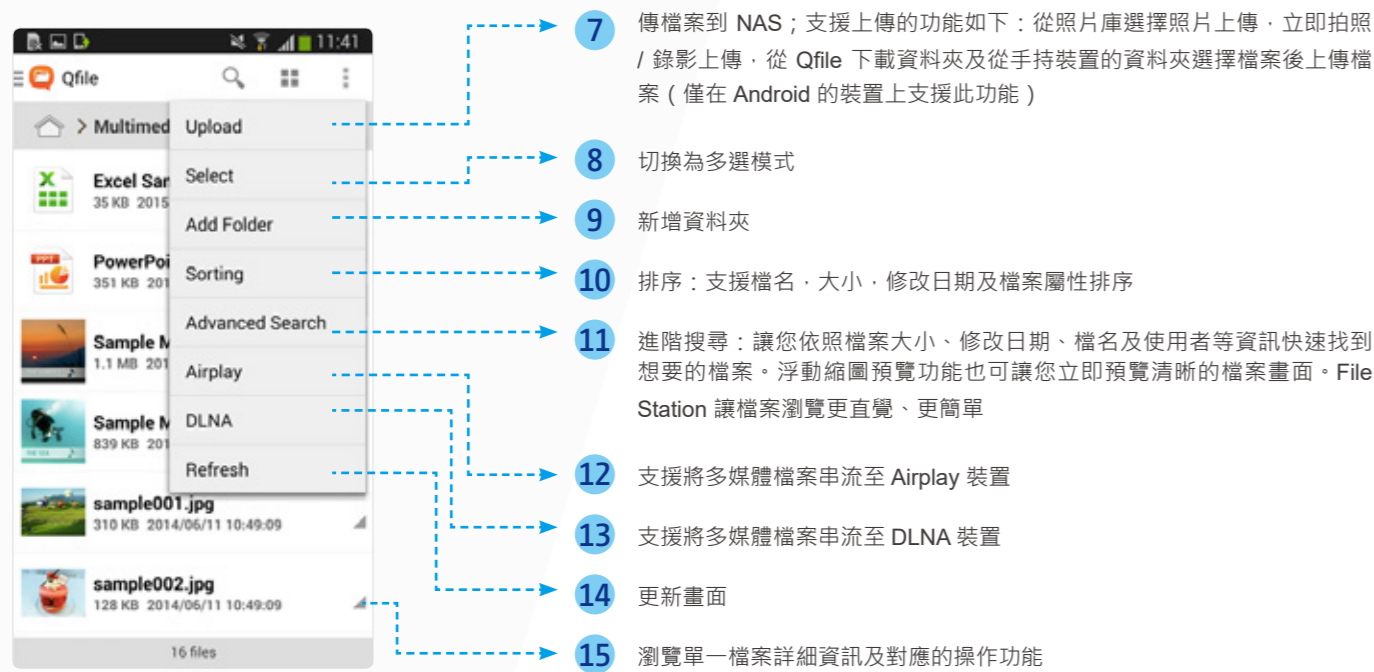 11:41
Qfile
> Multimed
Upload
Select
Add Folder
Sorting
Advanced Search
Airplay
DLNA
Refresh
Excel Sar
35 KB 2015
PowerPoi
351 KB 201
Sample M
1.1 MB 201
Sample M
839 KB 201
sample001.jpg
310 KB 2014/06/11 10:49:09
sample002.jpg
128 KB 2014/06/11 10:49:09
16 files
7 傳檔案到 NAS；支援上傳的功能如下：從照片庫選擇照片上傳，立即拍照
/ 錄影上傳，從 Qfile 下載資料夾及從手持裝置的資料夾選擇檔案後上傳檔
案（僅在 Android 的裝置上支援此功能）
8 切換為多選模式
9 新增資料夾
10 排序：支援檔名，大小，修改日期及檔案屬性排序
11 進階搜尋：讓您依照檔案大小、修改日期、檔名及使用者等資訊快速找到
想要的檔案。浮動縮圖預覽功能也可讓您立即預覽清晰的檔案畫面。File
Station 讓檔案瀏覽更直覺、更簡單
12 支援將多媒體檔案串流至 Airplay 裝置
13 支援將多媒體檔案串流至 DLNA 裝置
14 更新畫面
15 瀏覽單一檔案詳細資訊及對應的操作功能